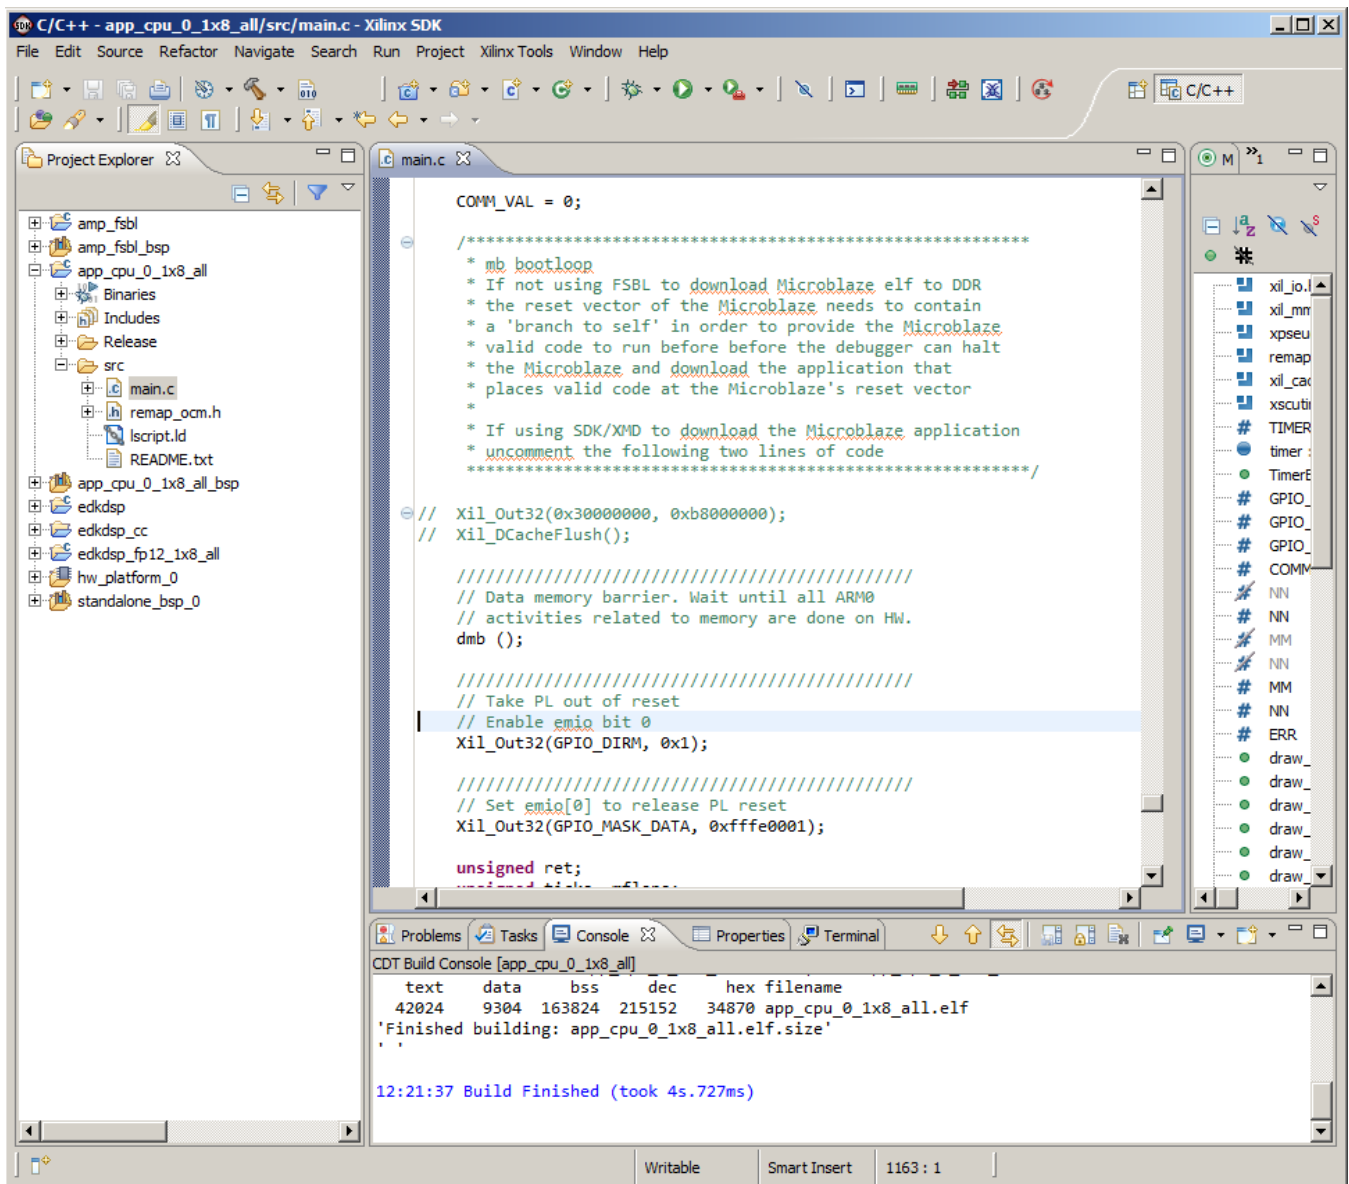 C/C++ - app_cpu_0_1x8_all/src/main.c - Xilinx SDK
File Edit Source Refactor Navigate Search Run Project Xilinx Tools Window Help
C/C++
Project Explorer
amp_fsbl
amp_fsbl_bsp
app_cpu_0_1x8_all
Binaries
Includes
Release
src
main.c
remap_ocm.h
lscript.ld
README.txt
app_cpu_0_1x8_all_bsp
edkdsp
edkdsp_cc
edkdsp_fp12_1x8_all
hw_platform_0
standalone_bsp_0
main.c
COMM_VAL = 0;
/**********************************************************
* mb bootloop
* If not using FSBL to download Microblaze elf to DDR
* the reset vector of the Microblaze needs to contain
* a 'branch to self' in order to provide the Microblaze
* valid code to run before before the debugger can halt
* the Microblaze and download the application that
* places valid code at the Microblaze's reset vector
*
* If using SDK/XMD to download the Microblaze application
* uncomment the following two lines of code
**********************************************************/
// Xil_Out32(0x30000000, 0xb8000000);
// Xil_DCacheFlush();
///////////////////////////////////////////////
// Data memory barrier. Wait until all ARM0
// activities related to memory are done on HW.
dmb ();
///////////////////////////////////////////////
// Take PL out of reset
// Enable emio bit 0
Xil_Out32(GPIO_DIRM, 0x1);
///////////////////////////////////////////////
// Set emio[0] to release PL reset
Xil_Out32(GPIO_MASK_DATA, 0xfffe0001);
unsigned ret;
M »1
xil_io.
xil_mm
xpseu
remap
xil_cac
xscuti
TIMER
timer :
TimerE
GPIO_
GPIO_
GPIO_
COMM
NN
NN
MM
NN
MM
NN
ERR
draw_
draw_
draw_
draw_
draw_
draw_
Problems Tasks Console Properties Terminal
CDT Build Console [app_cpu_0_1x8_all]
text data bss dec hex filename
42024 9304 163824 215152 34870 app_cpu_0_1x8_all.elf
'Finished building: app_cpu_0_1x8_all.elf.size'
' '
12:21:37 Build Finished (took 4s.727ms)
Writable Smart Insert 1163 : 1